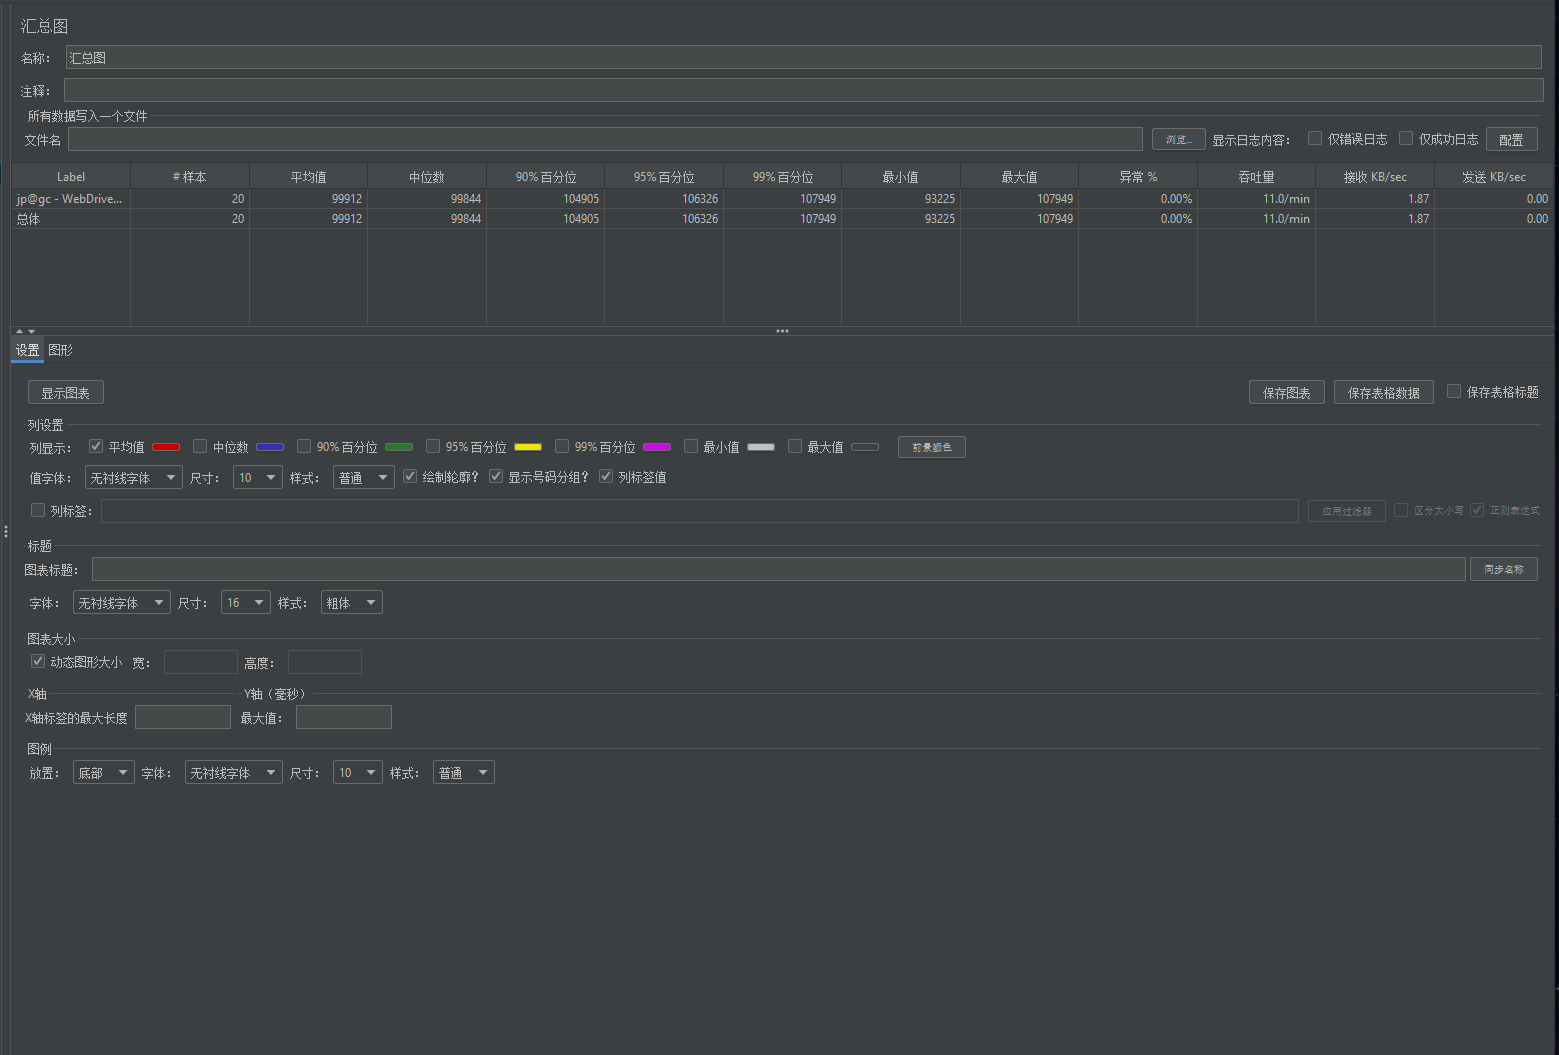 汇总图
名称： 汇总图
注释：
所有数据写入一个文件
文件名 浏览... 显示日志内容： 仅错误日志 仅成功日志 配置
Label # 样本 平均值 中位数 90% 百分位 95% 百分位 99% 百分位 最小值 最大值 异常 % 吞吐量 接收 KB/sec 发送 KB/sec
jp@gc - WebDrive... 20 99912 99844 104905 106326 107949 93225 107949 0.00% 11.0/min 1.87 0.00
总体 20 99912 99844 104905 106326 107949 93225 107949 0.00% 11.0/min 1.87 0.00
设置 图形
显示图表 保存图表 保存表格数据 保存表格标题
列设置
列显示： 平均值 中位数 90% 百分位 95% 百分位 99% 百分位 最小值 最大值 前景颜色
值字体： 无衬线字体 尺寸： 10 样式： 普通 绘制轮廓？ 显示号码分组？ 列标签值
列标签： 应用过滤器 区分大小写 正则表达式
标题
图表标题： 同步名称
字体： 无衬线字体 尺寸： 16 样式： 粗体
图表大小
动态图形大小 宽： 高度：
X轴 Y轴（毫秒）
X轴标签的最大长度 最大值：
图例
放置： 底部 字体： 无衬线字体 尺寸： 10 样式： 普通